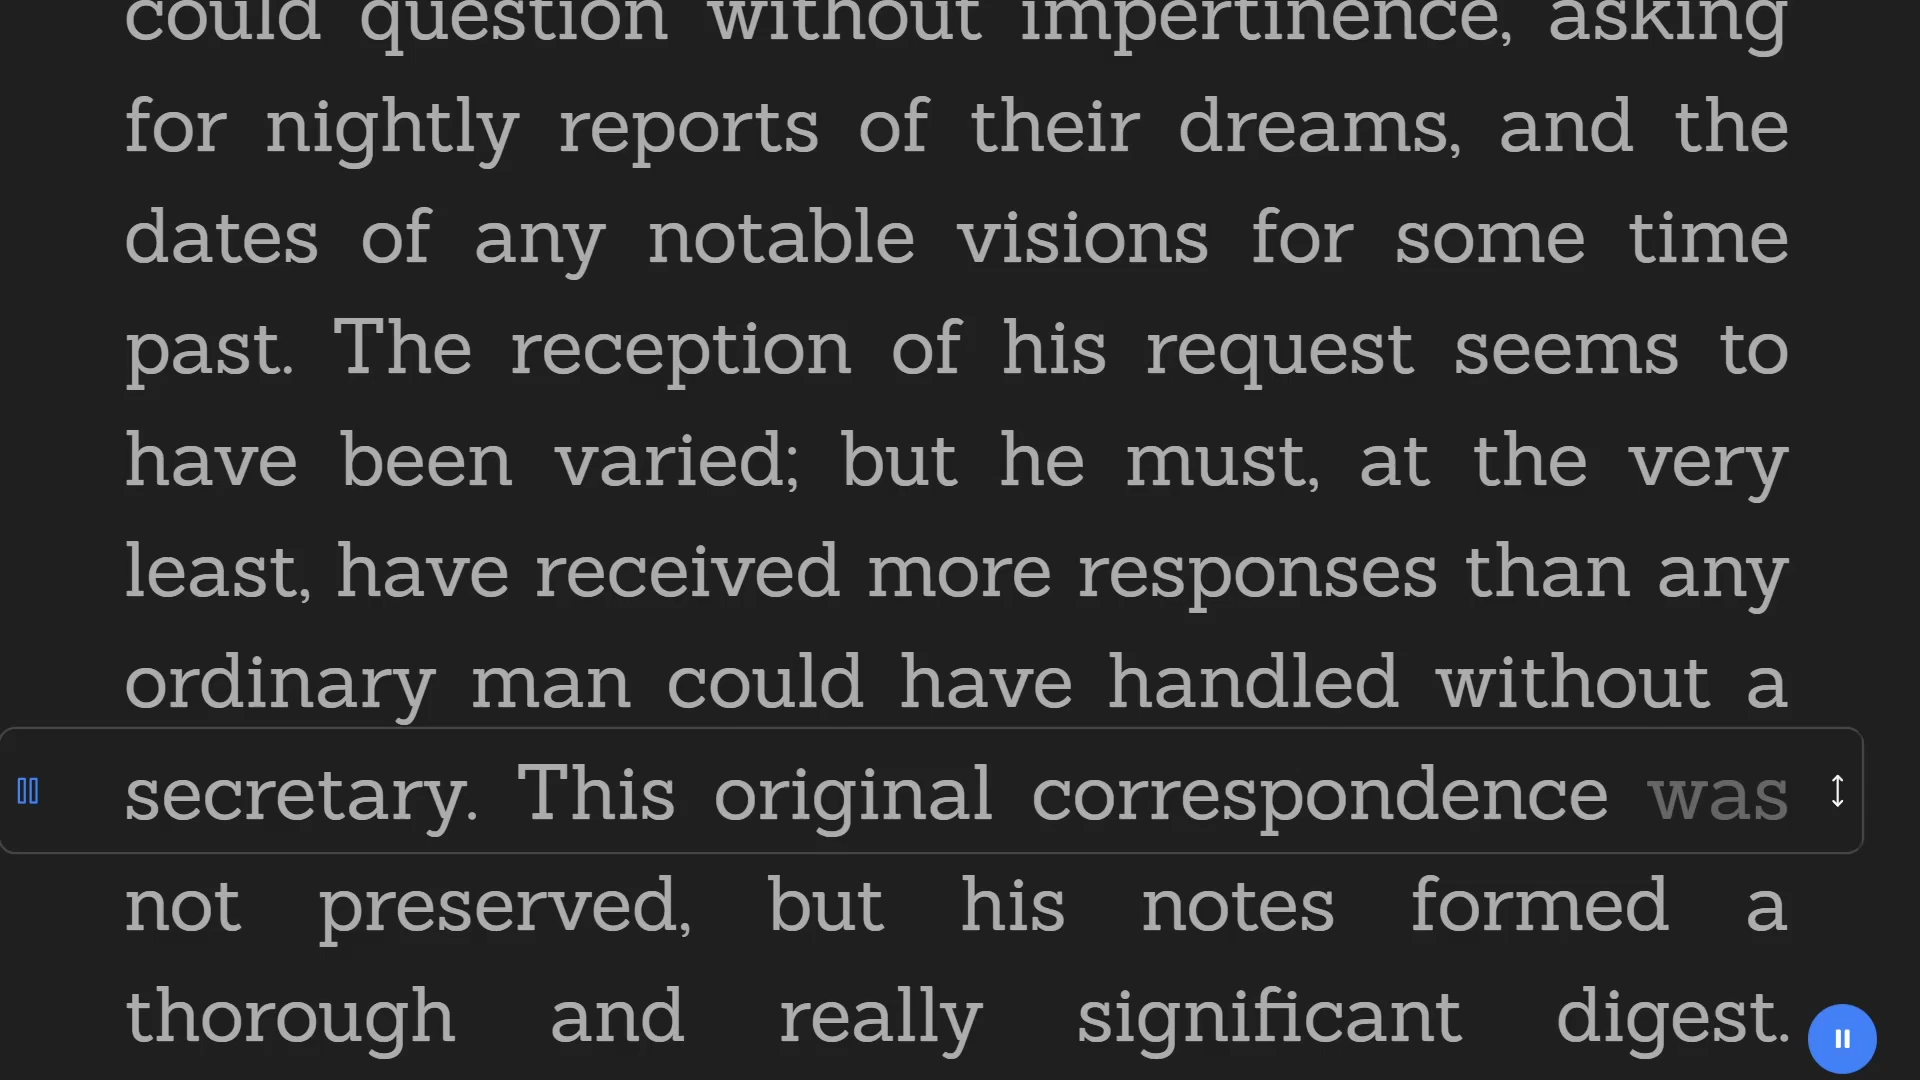 could question without impertinence, asking
for nightly reports of their dreams, and the
dates of any notable visions for some time
past. The reception of his request seems to
have been varied; but he must, at the very
least, have received more responses than any
ordinary man could have handled without a
secretary. This original correspondence was
not preserved, but his notes formed a
thorough and really significant digest.